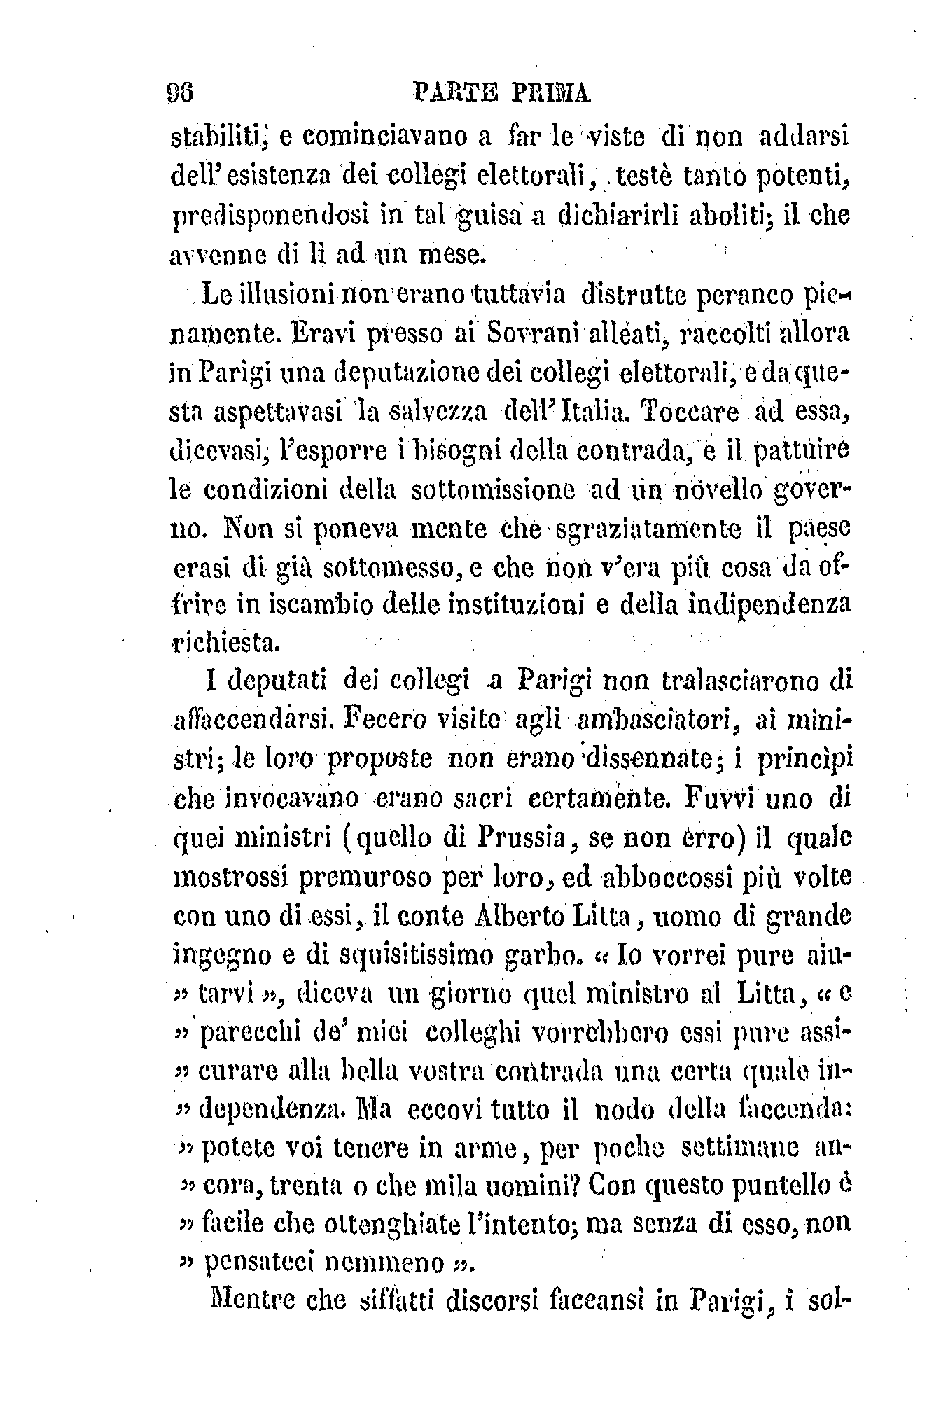 96 PARTE PRIMA
stabiliti, e cominciavano a far le viste di non addarsi
dell' esistenza dei collegi elettorali, testè tanto potenti,
predisponendosi in tal guisa a dichiarirli aboliti; il che
avvenne di lì ad un mese.
Le illusioni non erano tuttavia distrutte peranco pie-
namente. Eravi presso ai Sovrani alleati, raccolti allora
in Parigi una deputazione dei collegi elettorali, e da que-
sta aspettavasi la salvezza dell' Italia. Toccare ad essa,
dicevasi, l'esporre i bisogni della contrada, e il pattuire
le condizioni della sottomissione ad un novello gover-
no. Non si poneva mente che sgraziatamente il paese
erasi di già sottomesso, e che non v'era più cosa da of-
frire in iscambio delle instituzioni e della indipendenza
richiesta.
I deputati dei collegi a Parigi non tralasciarono di
affaccendarsi. Fecero visite agli ambasciatori, ai mini-
stri; le loro proposte non erano dissennate; i principi
che invocavano erano sacri certamente. Fuvvi uno di
quei ministri (quello di Prussia, se non erro) il quale
mostrossi premuroso per loro, ed abboccossi più volte
con uno di essi, il conte Alberto Litta, uomo di grande
ingegno e di squisitissimo garbo. « Io vorrei pure aiu-
» tarvi », diceva un giorno quel ministro al Litta, « e
» parecchi de' miei colleghi vorrebbero essi pure assi-
» curare alla bella vostra contrada una certa quale in-
» dependenza. Ma eccovi tutto il nodo della faccenda:
» potete voi tenere in arme, per poche settimane an-
» cora, trenta o che mila uomini? Con questo puntello è
» facile che ottenghiate l'intento; ma senza di esso, non
» pensateci nemmeno ».
Mentre che siffatti discorsi faceansi in Parigi, i sol-